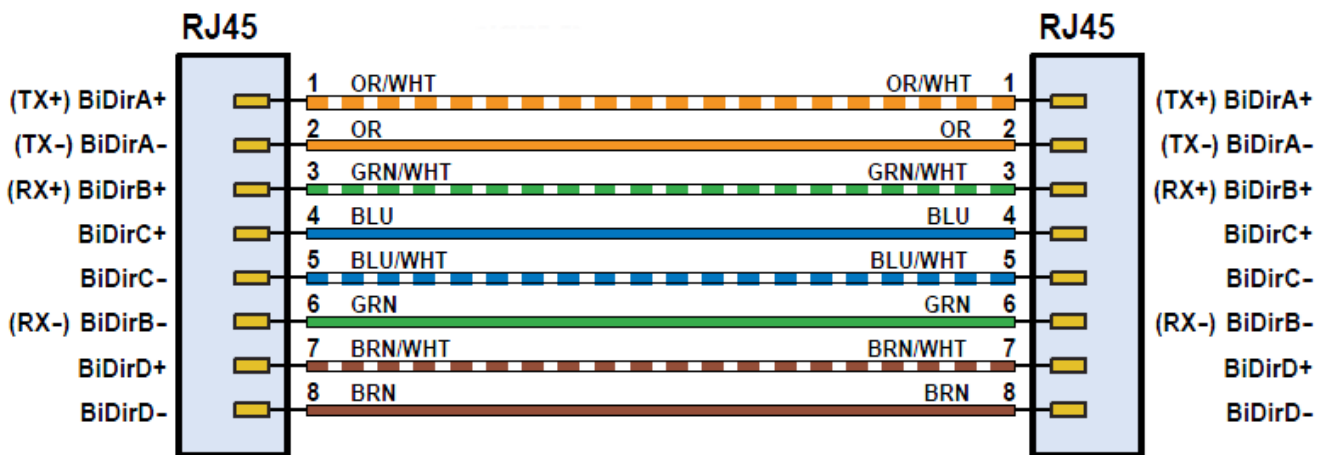 RJ45 RJ45
1 OR/WHT OR/WHT 1
(TX+) BiDirA+ (TX+) BiDirA+
2 OR OR 2
(TX-) BiDirA- (TX-) BiDirA-
3 GRN/WHT GRN/WHT 3
(RX+) BiDirB+ (RX+) BiDirB+
4 BLU BLU 4
BiDirC+ BiDirC+
5 BLU/WHT BLU/WHT 5
BiDirC- BiDirC-
6 GRN GRN 6
(RX-) BiDirB- (RX-) BiDirB-
7 BRN/WHT BRN/WHT 7
BiDirD+ BiDirD+
8 BRN BRN 8
BiDirD- BiDirD-